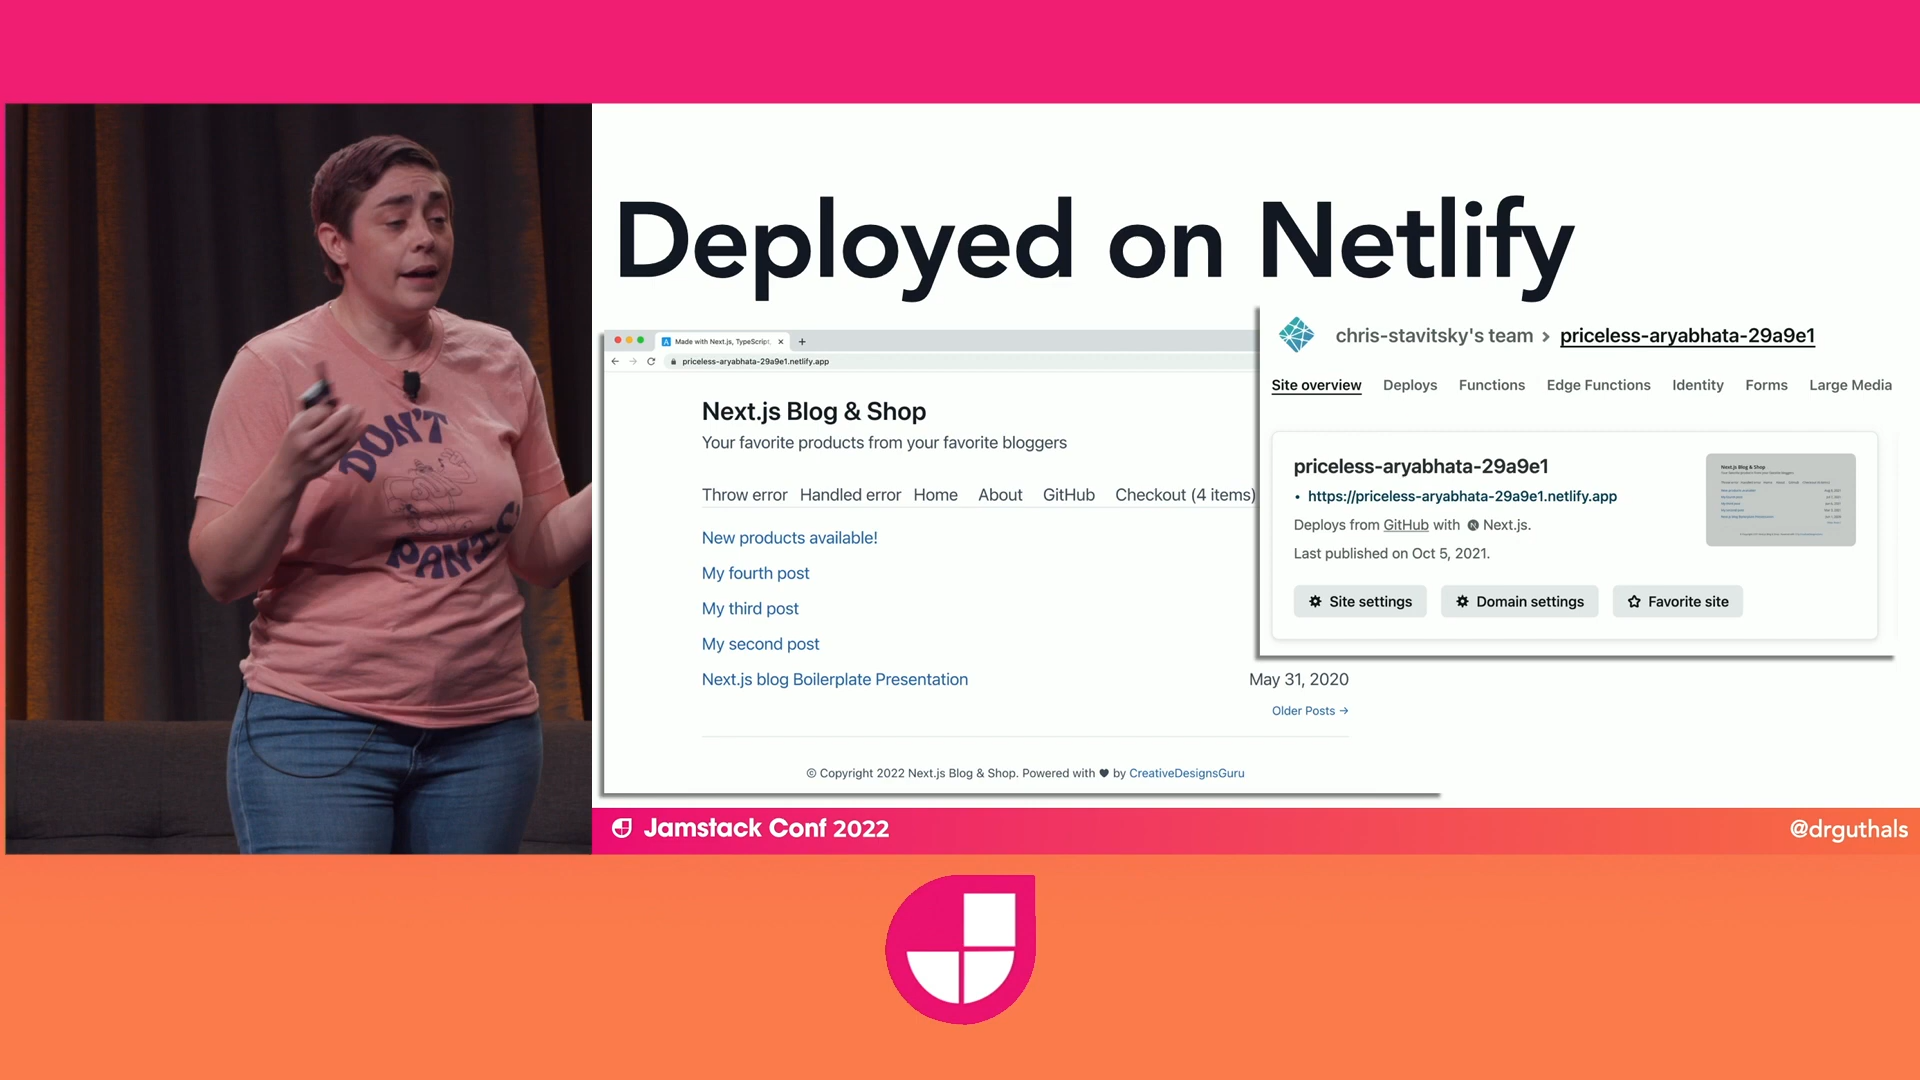 DON'T
PANIC
Deployed on Netlify
Made with Next.js, TypeScript,
priceless-aryabhata-29a9e1.netlify.app
Next.js Blog & Shop
Your favorite products from your favorite bloggers
Throw error Handled error Home About GitHub Checkout (4 items)
New products available!
My fourth post
My third post
My second post
Next.js blog Boilerplate Presentation May 31, 2020
Older Posts →
© Copyright 2022 Next.js Blog & Shop. Powered with ♥ by CreativeDesignsGuru
chris-stavitsky's team > priceless-aryabhata-29a9e1
Site overview Deploys Functions Edge Functions Identity Forms Large Media
priceless-aryabhata-29a9e1
• https://priceless-aryabhata-29a9e1.netlify.app
Deploys from GitHub with Next.js.
Last published on Oct 5, 2021.
Next.js Blog & Shop
Site settings Domain settings Favorite site
Jamstack Conf 2022 @drguthals